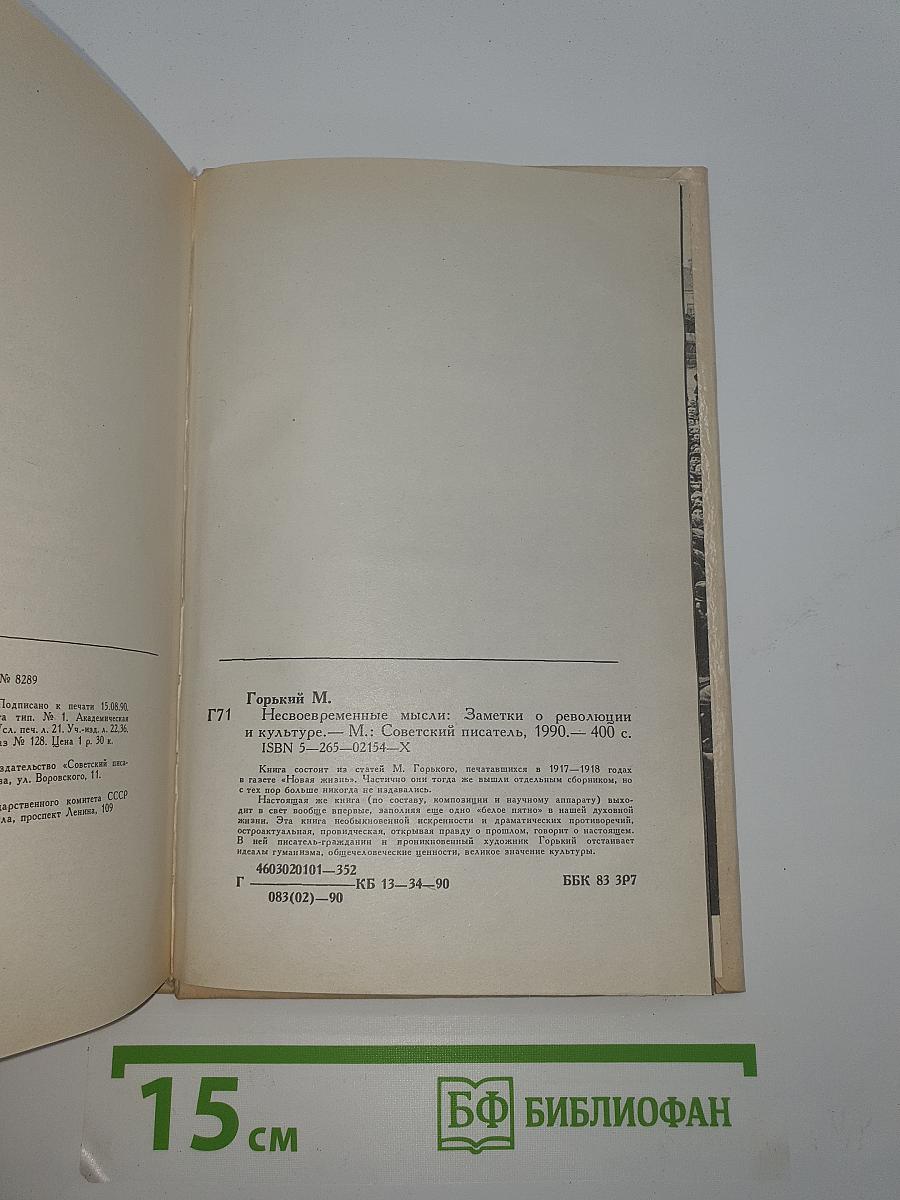 № 8289
Подписано к печати 15.08.90.
та тип. № 1. Академическая
Усл. печ. л. 21. Уч.-изд. л. 22,36.
аз № 128. Цена 1 р. 30 к.
здательство «Советский писа-
ва, ул. Воровского, 11.
дарственного комитета СССР
ла, проспект Ленина, 109
Горький М.
Г71 Несвоевременные мысли: Заметки о революции
и культуре.— М.: Советский писатель, 1990.— 400 с.
ISBN 5—265—02154—X
Книга состоит из статей М. Горького, печатавшихся в 1917—1918 годах
в газете «Новая жизнь». Частично они тогда же вышли отдельным сборником, но
с тех пор больше никогда не издавались.
Настоящая же книга (по составу, композиции и научному аппарату) выхо-
дит в свет вообще впервые, заполняя еще одно «белое пятно» в нашей духовной
жизни. Эта книга необыкновенной искренности и драматических противоречий,
остроактуальная, провидческая, открывая правду о прошлом, говорит о настоящем.
В ней писатель-гражданин и проникновенный художник Горький отстаивает
идеалы гуманизма, общечеловеческие ценности, великое значение культуры.
4603020101—352
Г КБ 13—34—90 ББК 83 3Р7
083(02)—90
15 см БФ БИБЛИОФАН